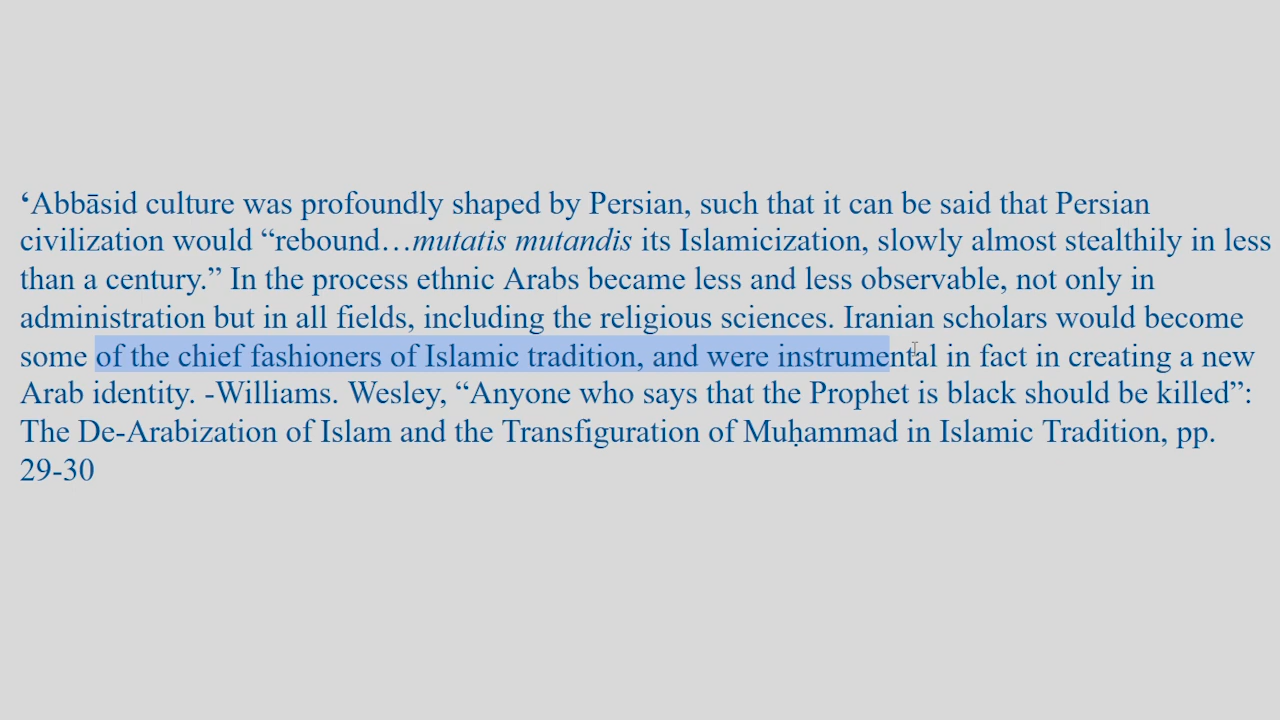 ‘Abbāsid culture was profoundly shaped by Persian, such that it can be said that Persian
civilization would “rebound…mutatis mutandis its Islamicization, slowly almost stealthily in less
than a century.” In the process ethnic Arabs became less and less observable, not only in
administration but in all fields, including the religious sciences. Iranian scholars would become
some of the chief fashioners of Islamic tradition, and were instrumental in fact in creating a new
Arab identity. -Williams. Wesley, “Anyone who says that the Prophet is black should be killed”:
The De-Arabization of Islam and the Transfiguration of Muḥammad in Islamic Tradition, pp.
29-30